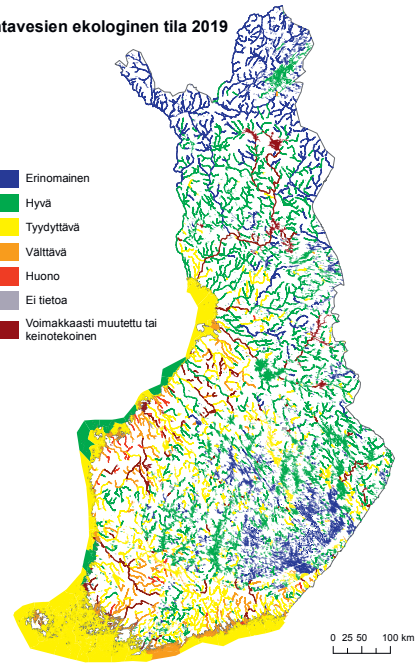 ntavesien ekologinen tila 2019
Erinomainen
Hyvä
Tyydyttävä
Välttävä
Huono
Ei tietoa
Voimakkaasti muutettu tai
keinotekoinen
0 25 50 100 km